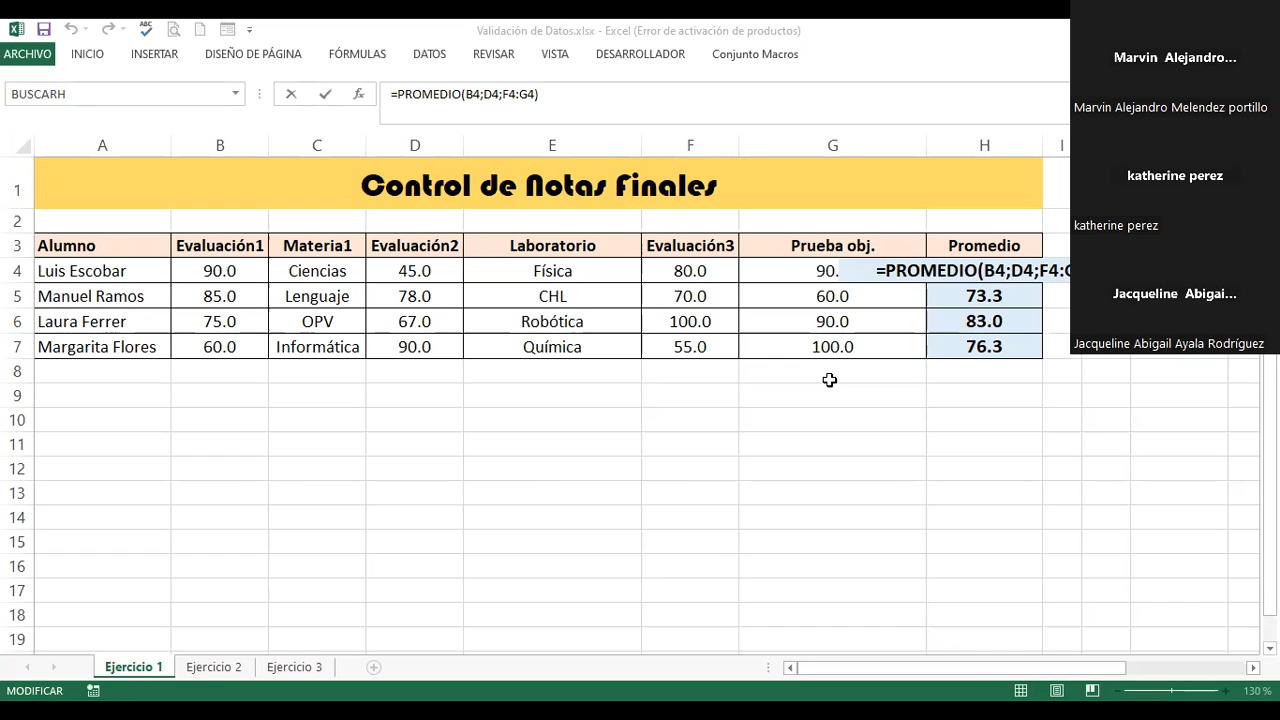 Validación de Datos.xlsx - Excel (Error de activación de productos)
ARCHIVO INICIO INSERTAR DISEÑO DE PÁGINA FÓRMULAS DATOS REVISAR VISTA DESARROLLADOR Conjunto Macros
BUSCARH =PROMEDIO(B4;D4;F4:G4)
A B C D E F G H I
1 Control de Notas Finales
2
3 Alumno Evaluación1 Materia1 Evaluación2 Laboratorio Evaluación3 Prueba obj. Promedio
4 Luis Escobar 90.0 Ciencias 45.0 Física 80.0 90. =PROMEDIO(B4;D4;F4:
5 Manuel Ramos 85.0 Lenguaje 78.0 CHL 70.0 60.0 73.3
6 Laura Ferrer 75.0 OPV 67.0 Robótica 100.0 90.0 83.0
7 Margarita Flores 60.0 Informática 90.0 Química 55.0 100.0 76.3
8
9
10
11
12
13
14
15
16
17
18
19
Ejercicio 1 Ejercicio 2 Ejercicio 3
MODIFICAR 130 %
Marvin Alejandro...
Marvin Alejandro Melendez portillo
katherine perez
katherine perez
Jacqueline Abigai...
Jacqueline Abigail Ayala Rodríguez